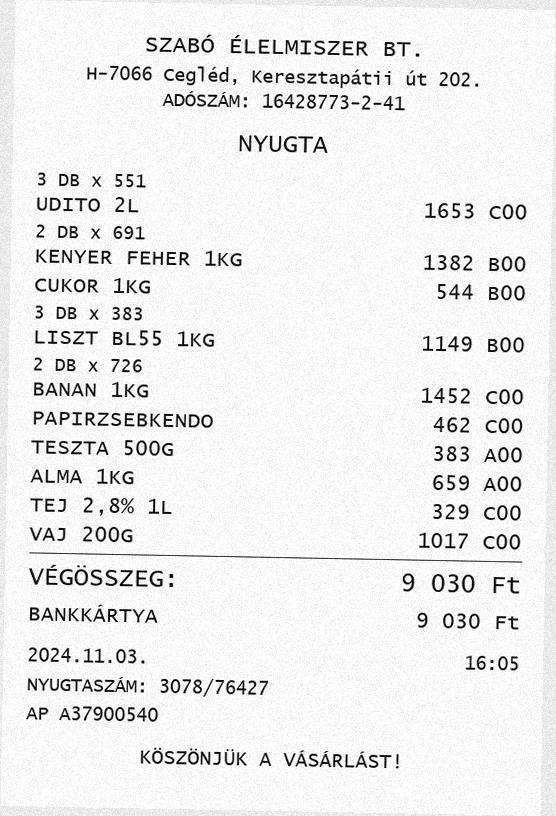 SZABÓ ÉLELMISZER BT.
H-7066 Cegléd, Keresztapátii út 202.
ADÓSZÁM: 16428773-2-41
NYUGTA
3 DB x 551
UDITO 2L 1653 C00
2 DB x 691
KENYER FEHER 1KG 1382 B00
CUKOR 1KG 544 B00
3 DB x 383
LISZT BL55 1KG 1149 B00
2 DB x 726
BANAN 1KG 1452 C00
PAPIRZSEBKENDO 462 C00
TESZTA 500G 383 A00
ALMA 1KG 659 A00
TEJ 2,8% 1L 329 C00
VAJ 200G 1017 C00
VÉGÖSSZEG: 9 030 Ft
BANKKÁRTYA 9 030 Ft
2024.11.03. 16:05
NYUGTASZÁM: 3078/76427
AP A37900540
KÖSZÖNJÜK A VÁSÁRLÁST!